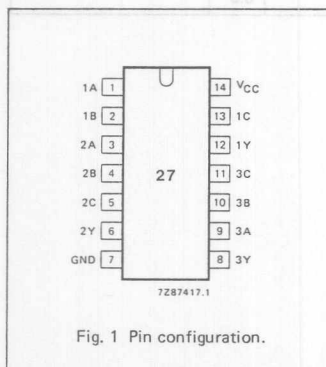 1A 1 14 VCC
1B 2 13 1C
2A 3 12 1Y
2B 4 27 11 3C
2C 5 10 3B
2Y 6 9 3A
GND 7 8 3Y
7Z87417.1
Fig. 1 Pin configuration.